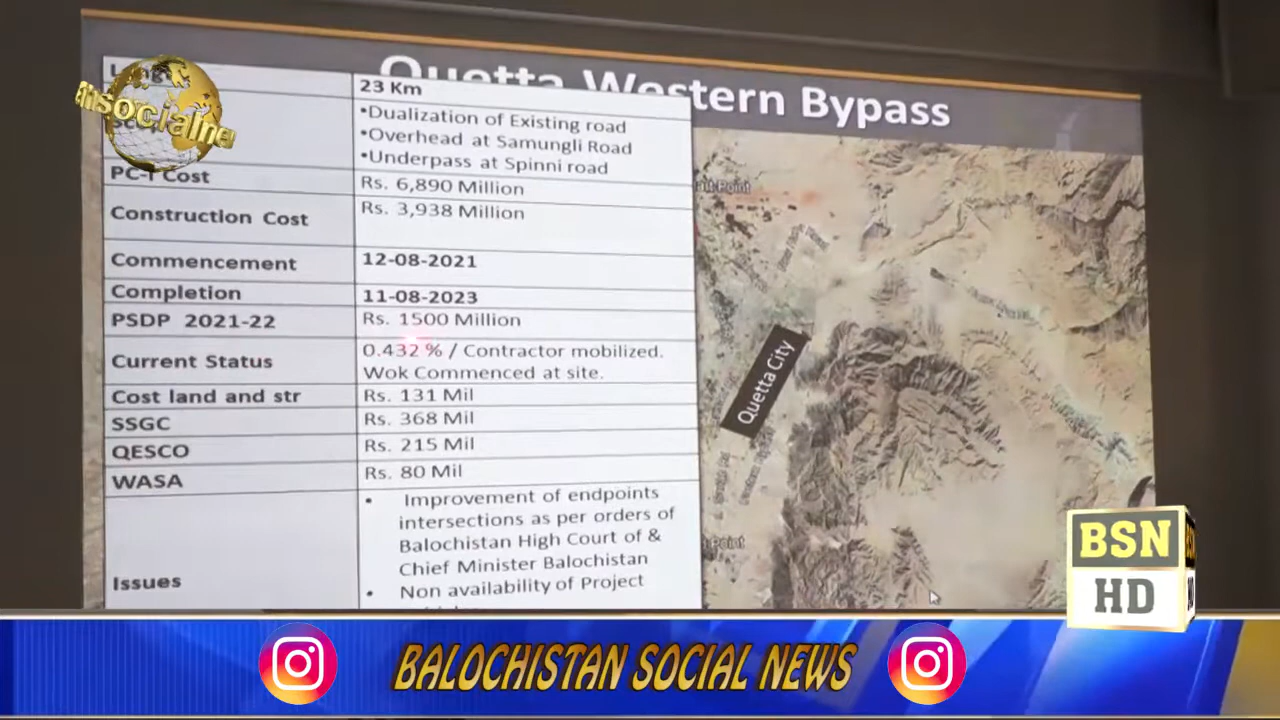 Quetta Western Bypass
23 Km
•Dualization of Existing road
•Overhead at Samungli Road
•Underpass at Spinni road
PC-I Cost
Rs. 6,890 Million
Construction Cost
Rs. 3,938 Million
Commencement
12-08-2021
Completion
11-08-2023
PSDP 2021-22
Rs. 1500 Million
Current Status
0.432 % / Contractor mobilized.
Wok Commenced at site.
Cost land and str
Rs. 131 Mil
SSGC
Rs. 368 Mil
QESCO
Rs. 215 Mil
WASA
Rs. 80 Mil
Issues
• Improvement of endpoints
intersections as per orders of
Balochistan High Court of &
Chief Minister Balochistan
• Non availability of Project
Quetta City
Point
BSN
HD
BALOCHISTAN SOCIAL NEWS